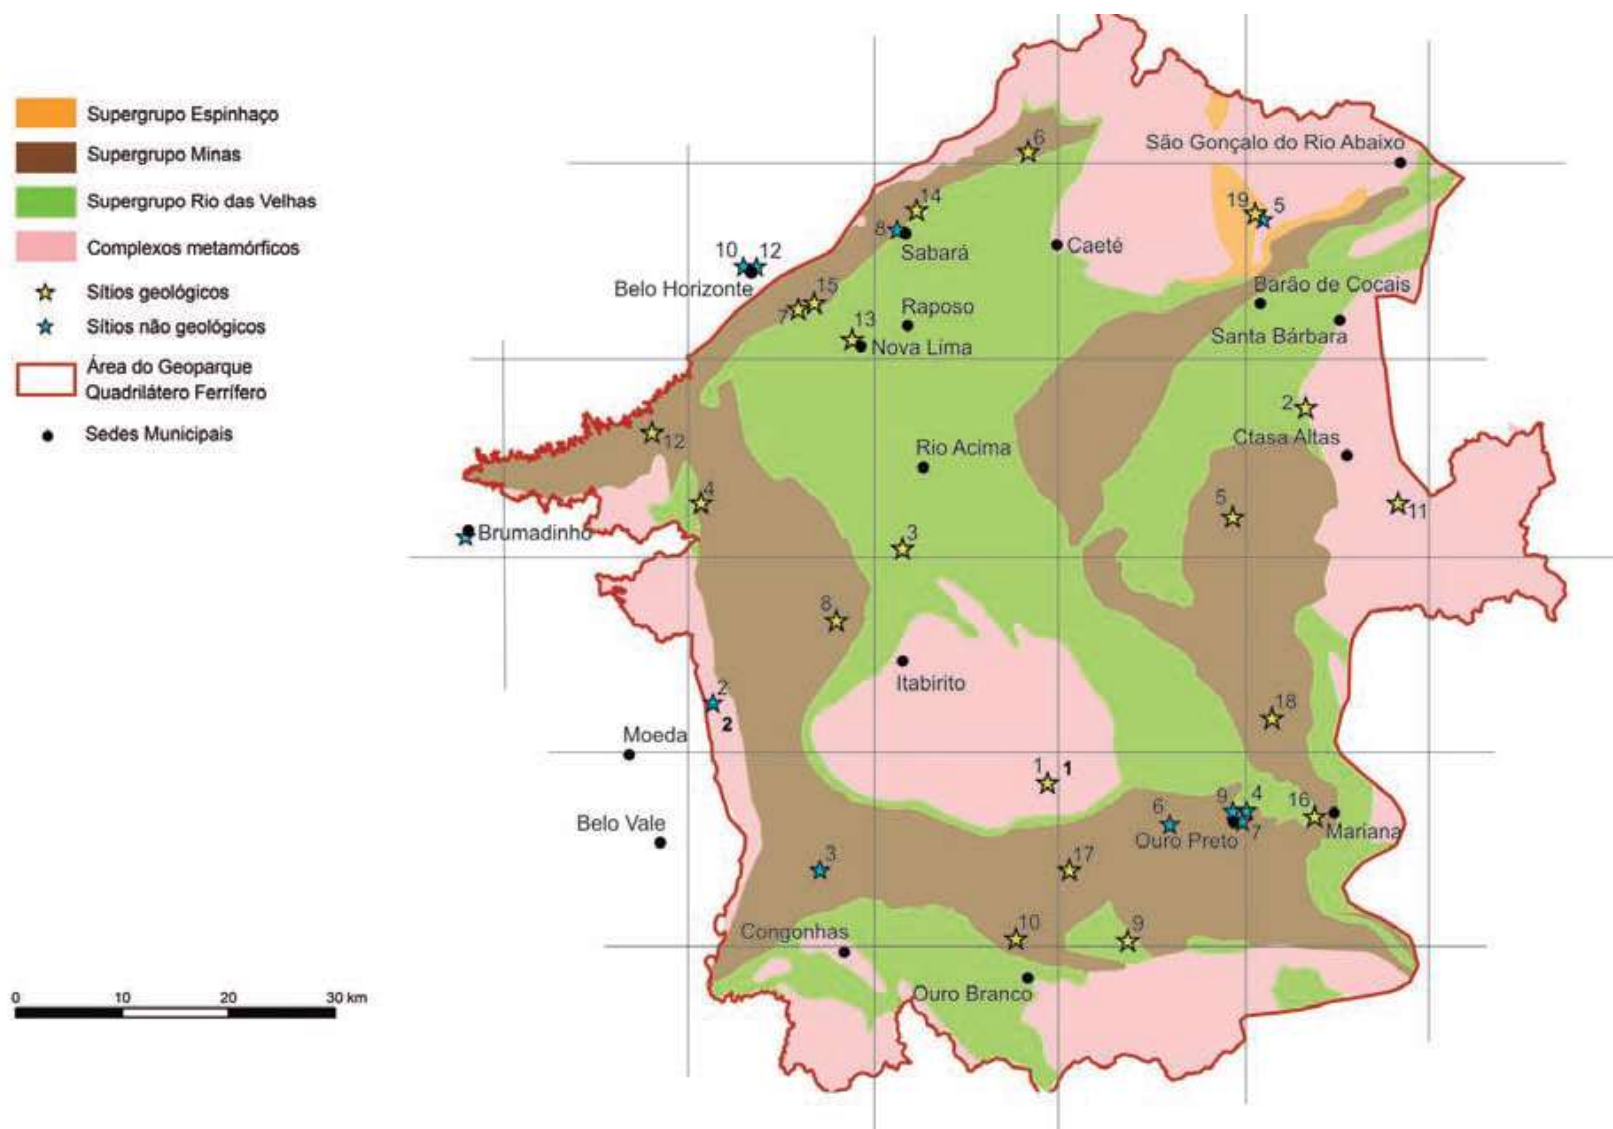 Supergrupo Espinhaço
Supergrupo Minas
Supergrupo Rio das Velhas
Complexos metamórficos
Sítios geológicos
Sítios não geológicos
Área do Geoparque
Quadrilátero Ferrífero
Sedes Municipais
0 10 20 30 km
6
São Gonçalo do Rio Abaixo
14
19 5
8
Sabará
Caeté
10 12
Belo Horizonte
Barão de Cocais
15
7
Raposo
13
Nova Lima
Santa Bárbara
2
12
Ctasa Altas
Rio Acima
4
5
11
Brumadinho
3
8
Itabirito
2
2
18
Moeda
1 1
9 4
6
16
7
Belo Vale
Ouro Preto
Mariana
3
17
Congonhas
10
9
Ouro Branco